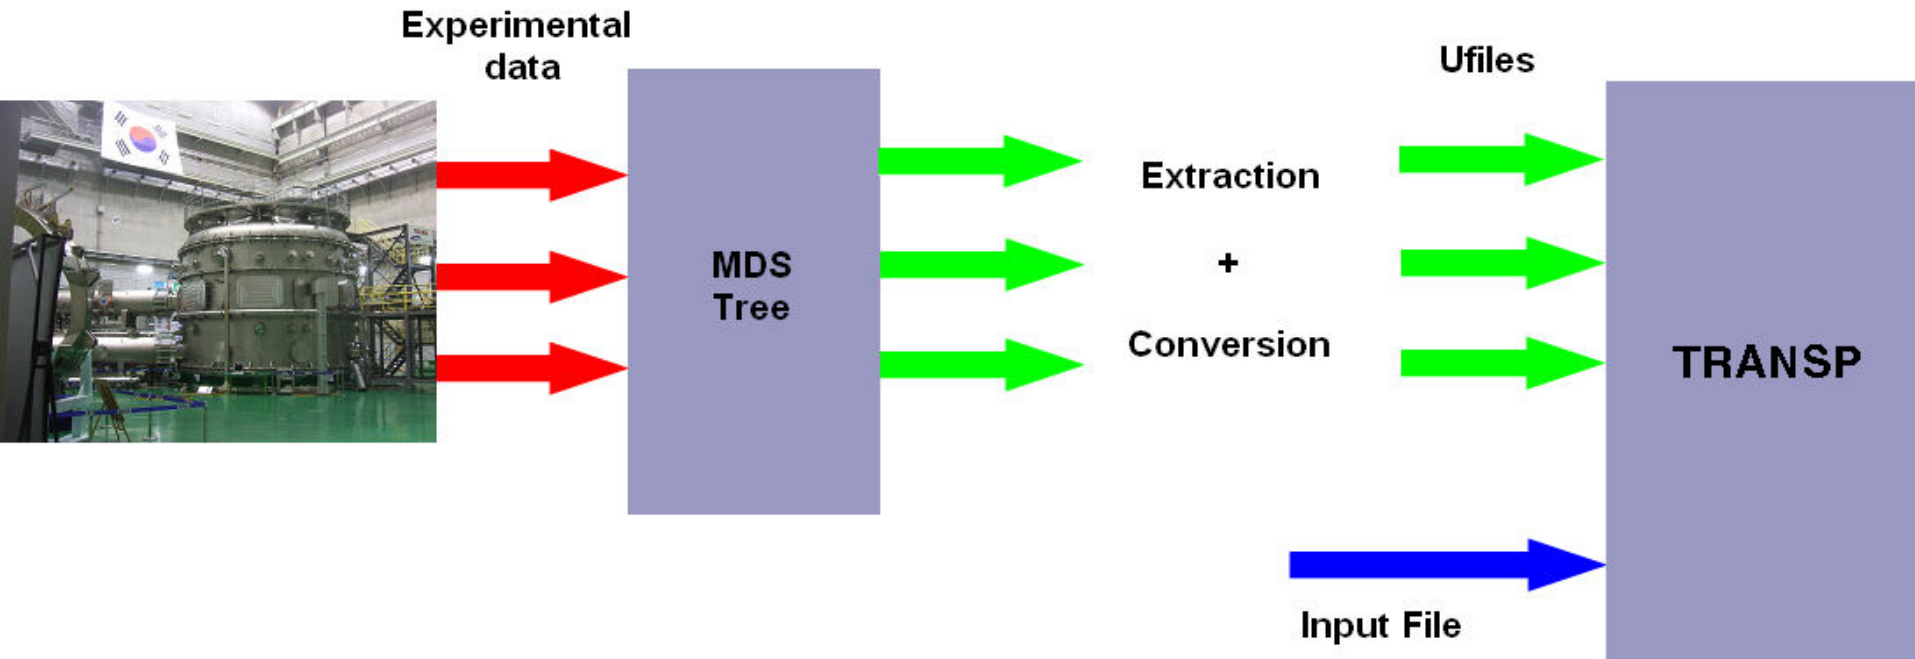 Experimental
data
MDS
Tree
Extraction
+
Conversion
Ufiles
TRANSP
Input File